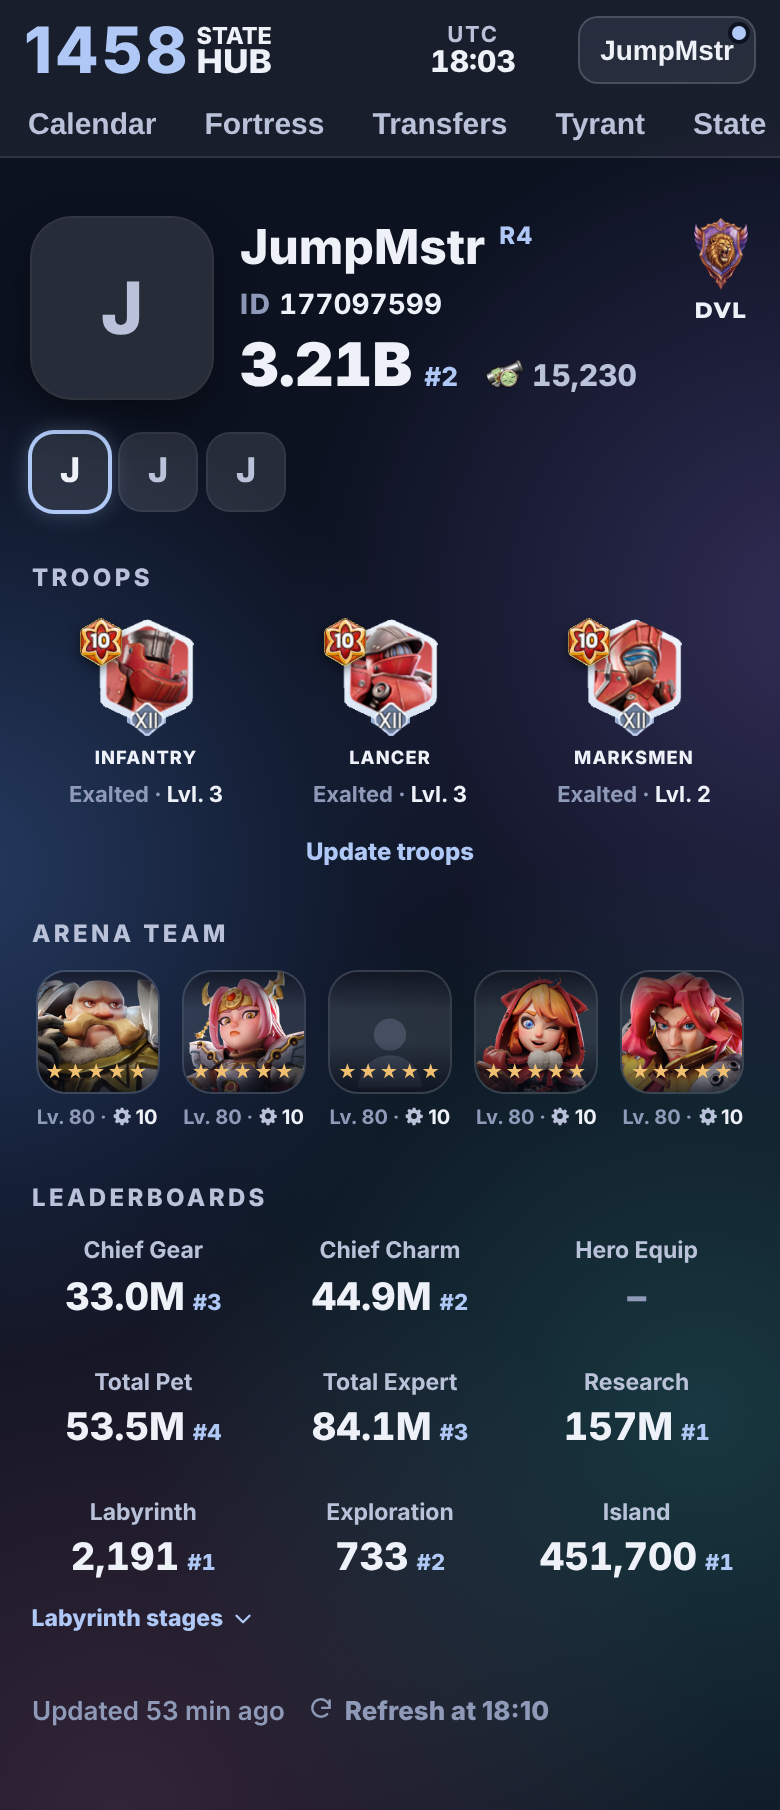 1458 STATE HUB
UTC
18:03
JumpMstr
Calendar Fortress Transfers Tyrant State
J
JumpMstr R4
ID 177097599
3.21B #2 15,230
DVL
J J J
TROOPS
10 10 10
XII XII XII
INFANTRY LANCER MARKSMEN
Exalted · Lvl. 3 Exalted · Lvl. 3 Exalted · Lvl. 2
Update troops
ARENA TEAM
★★★★★ ★★★★★ ★★★★★ ★★★★★ ★★★★★
Lv. 80 · 10 Lv. 80 · 10 Lv. 80 · 10 Lv. 80 · 10 Lv. 80 · 10
LEADERBOARDS
Chief Gear Chief Charm Hero Equip
33.0M #3 44.9M #2 –
Total Pet Total Expert Research
53.5M #4 84.1M #3 157M #1
Labyrinth Exploration Island
2,191 #1 733 #2 451,700 #1
Labyrinth stages
Updated 53 min ago Refresh at 18:10